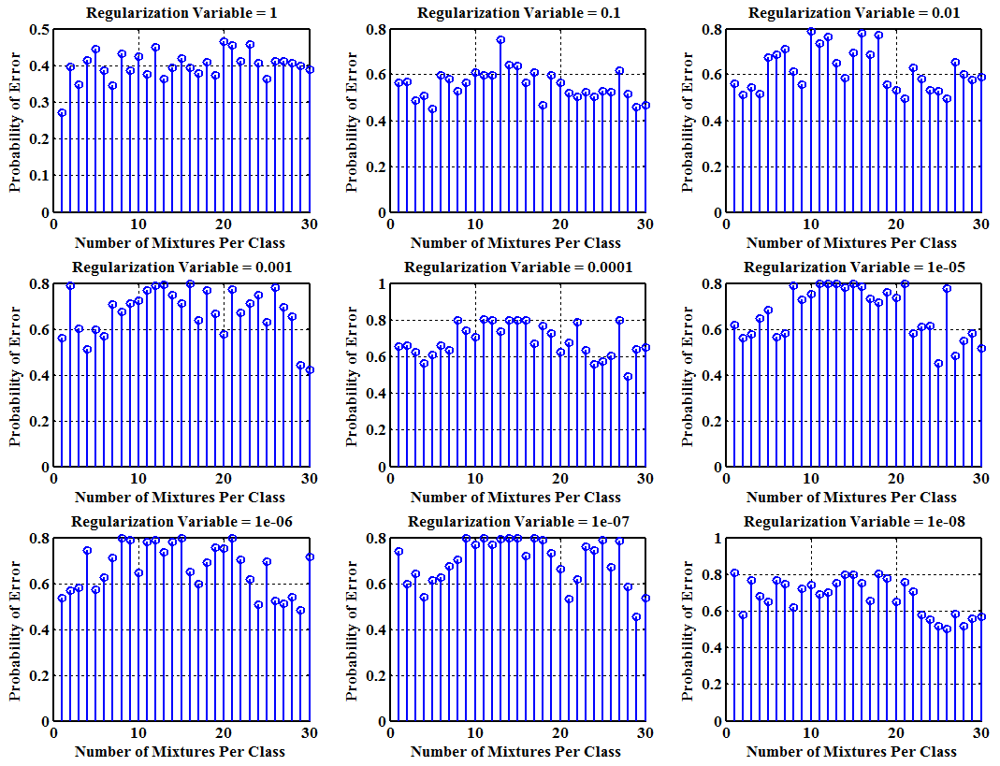 Regularization Variable = 1
Probability of Error
0.5
0.4
0.3
0.2
0.1
0
0 10 20 30
Number of Mixtures Per Class
Regularization Variable = 0.1
Probability of Error
0.8
0.6
0.4
0.2
0
0 10 20 30
Number of Mixtures Per Class
Regularization Variable = 0.01
Probability of Error
0.8
0.6
0.4
0.2
0
0 10 20 30
Number of Mixtures Per Class
Regularization Variable = 0.001
Probability of Error
0.8
0.6
0.4
0.2
0
0 10 20 30
Number of Mixtures Per Class
Regularization Variable = 0.0001
Probability of Error
1
0.8
0.6
0.4
0.2
0
0 10 20 30
Number of Mixtures Per Class
Regularization Variable = 1e-05
Probability of Error
0.8
0.6
0.4
0.2
0
0 10 20 30
Number of Mixtures Per Class
Regularization Variable = 1e-06
Probability of Error
0.8
0.6
0.4
0.2
0
0 10 20 30
Number of Mixtures Per Class
Regularization Variable = 1e-07
Probability of Error
0.8
0.6
0.4
0.2
0
0 10 20 30
Number of Mixtures Per Class
Regularization Variable = 1e-08
Probability of Error
1
0.8
0.6
0.4
0.2
0
0 10 20 30
Number of Mixtures Per Class